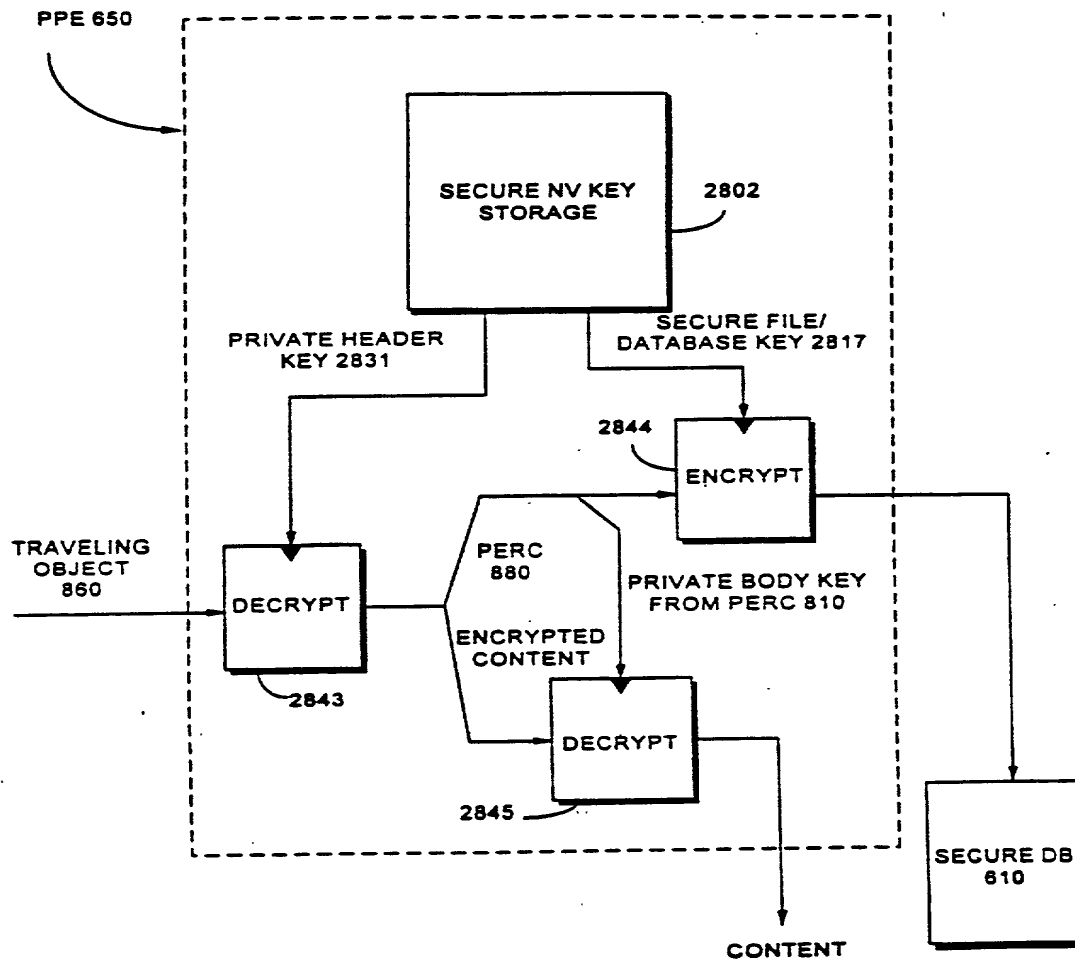 PPE 650
SECURE NV KEY
STORAGE
2802
PRIVATE HEADER
KEY 2831
SECURE FILE/
DATABASE KEY 2817
2844
ENCRYPT
TRAVELING
OBJECT
860
DECRYPT
2843
PERC
880
PRIVATE BODY KEY
FROM PERC 810
ENCRYPTED
CONTENT
DECRYPT
2845
SECURE DB
610
CONTENT